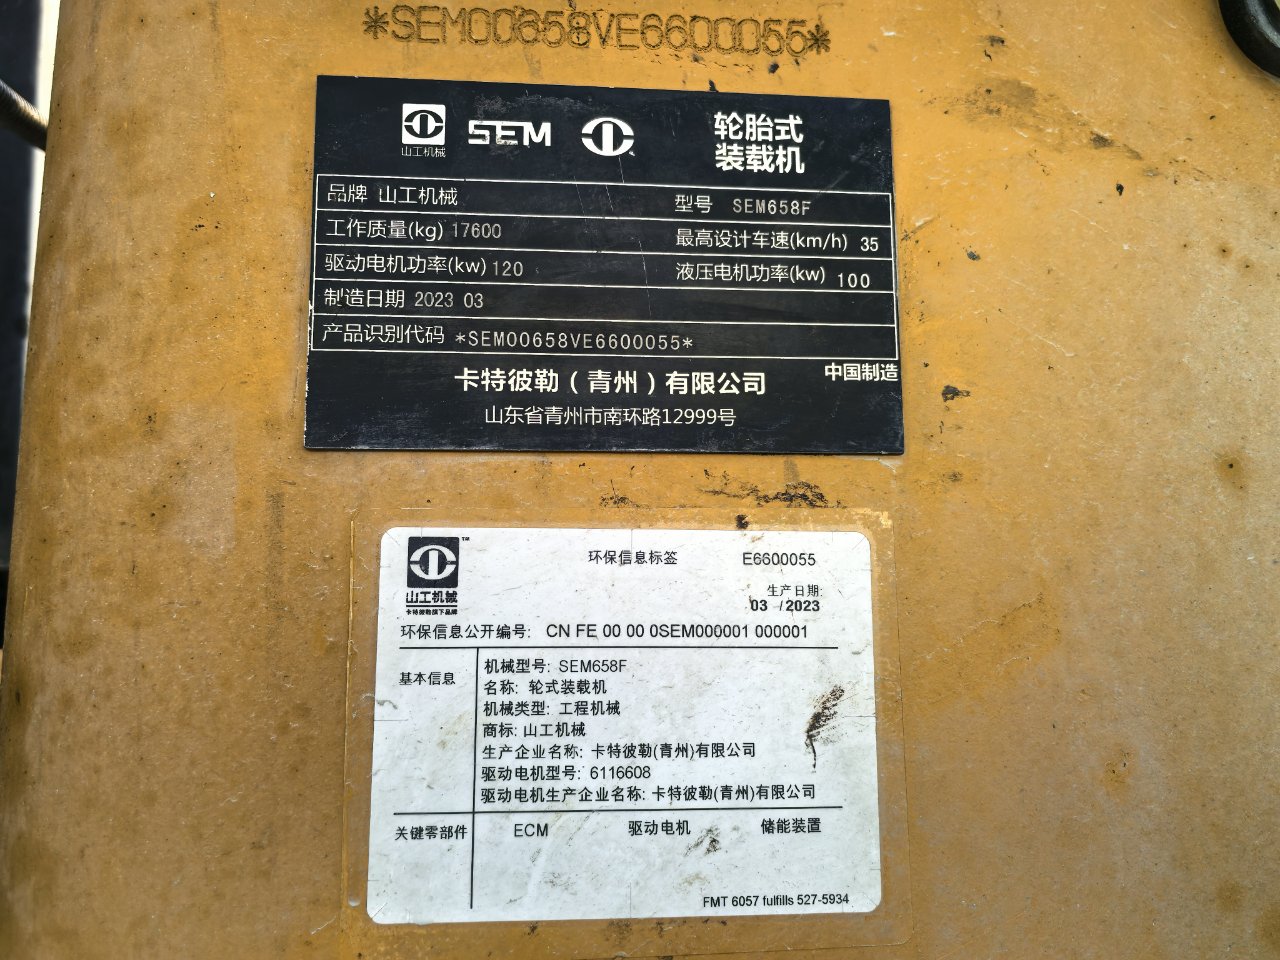 *SEM00658VE6600055*
山工机械 SEM 轮胎式
装载机
品牌 山工机械 型号 SEM658F
工作质量(kg) 17600 最高设计车速(km/h) 35
驱动电机功率(kw) 120 液压电机功率(kw) 100
制造日期 2023 03
产品识别代码 *SEM00658VE6600055*
中国制造
卡特彼勒（青州）有限公司
山东省青州市南环路12999号
TM
山工机械
卡特彼勒旗下品牌
环保信息标签 E6600055
生产日期:
03 /2023
环保信息公开编号: CN FE 00 00 0SEM000001 000001
基本信息
机械型号: SEM658F
名称: 轮式装载机
机械类型: 工程机械
商标: 山工机械
生产企业名称: 卡特彼勒(青州)有限公司
驱动电机型号: 6116608
驱动电机生产企业名称: 卡特彼勒(青州)有限公司
关键零部件 ECM 驱动电机 储能装置
FMT 6057 fulfills 527-5934